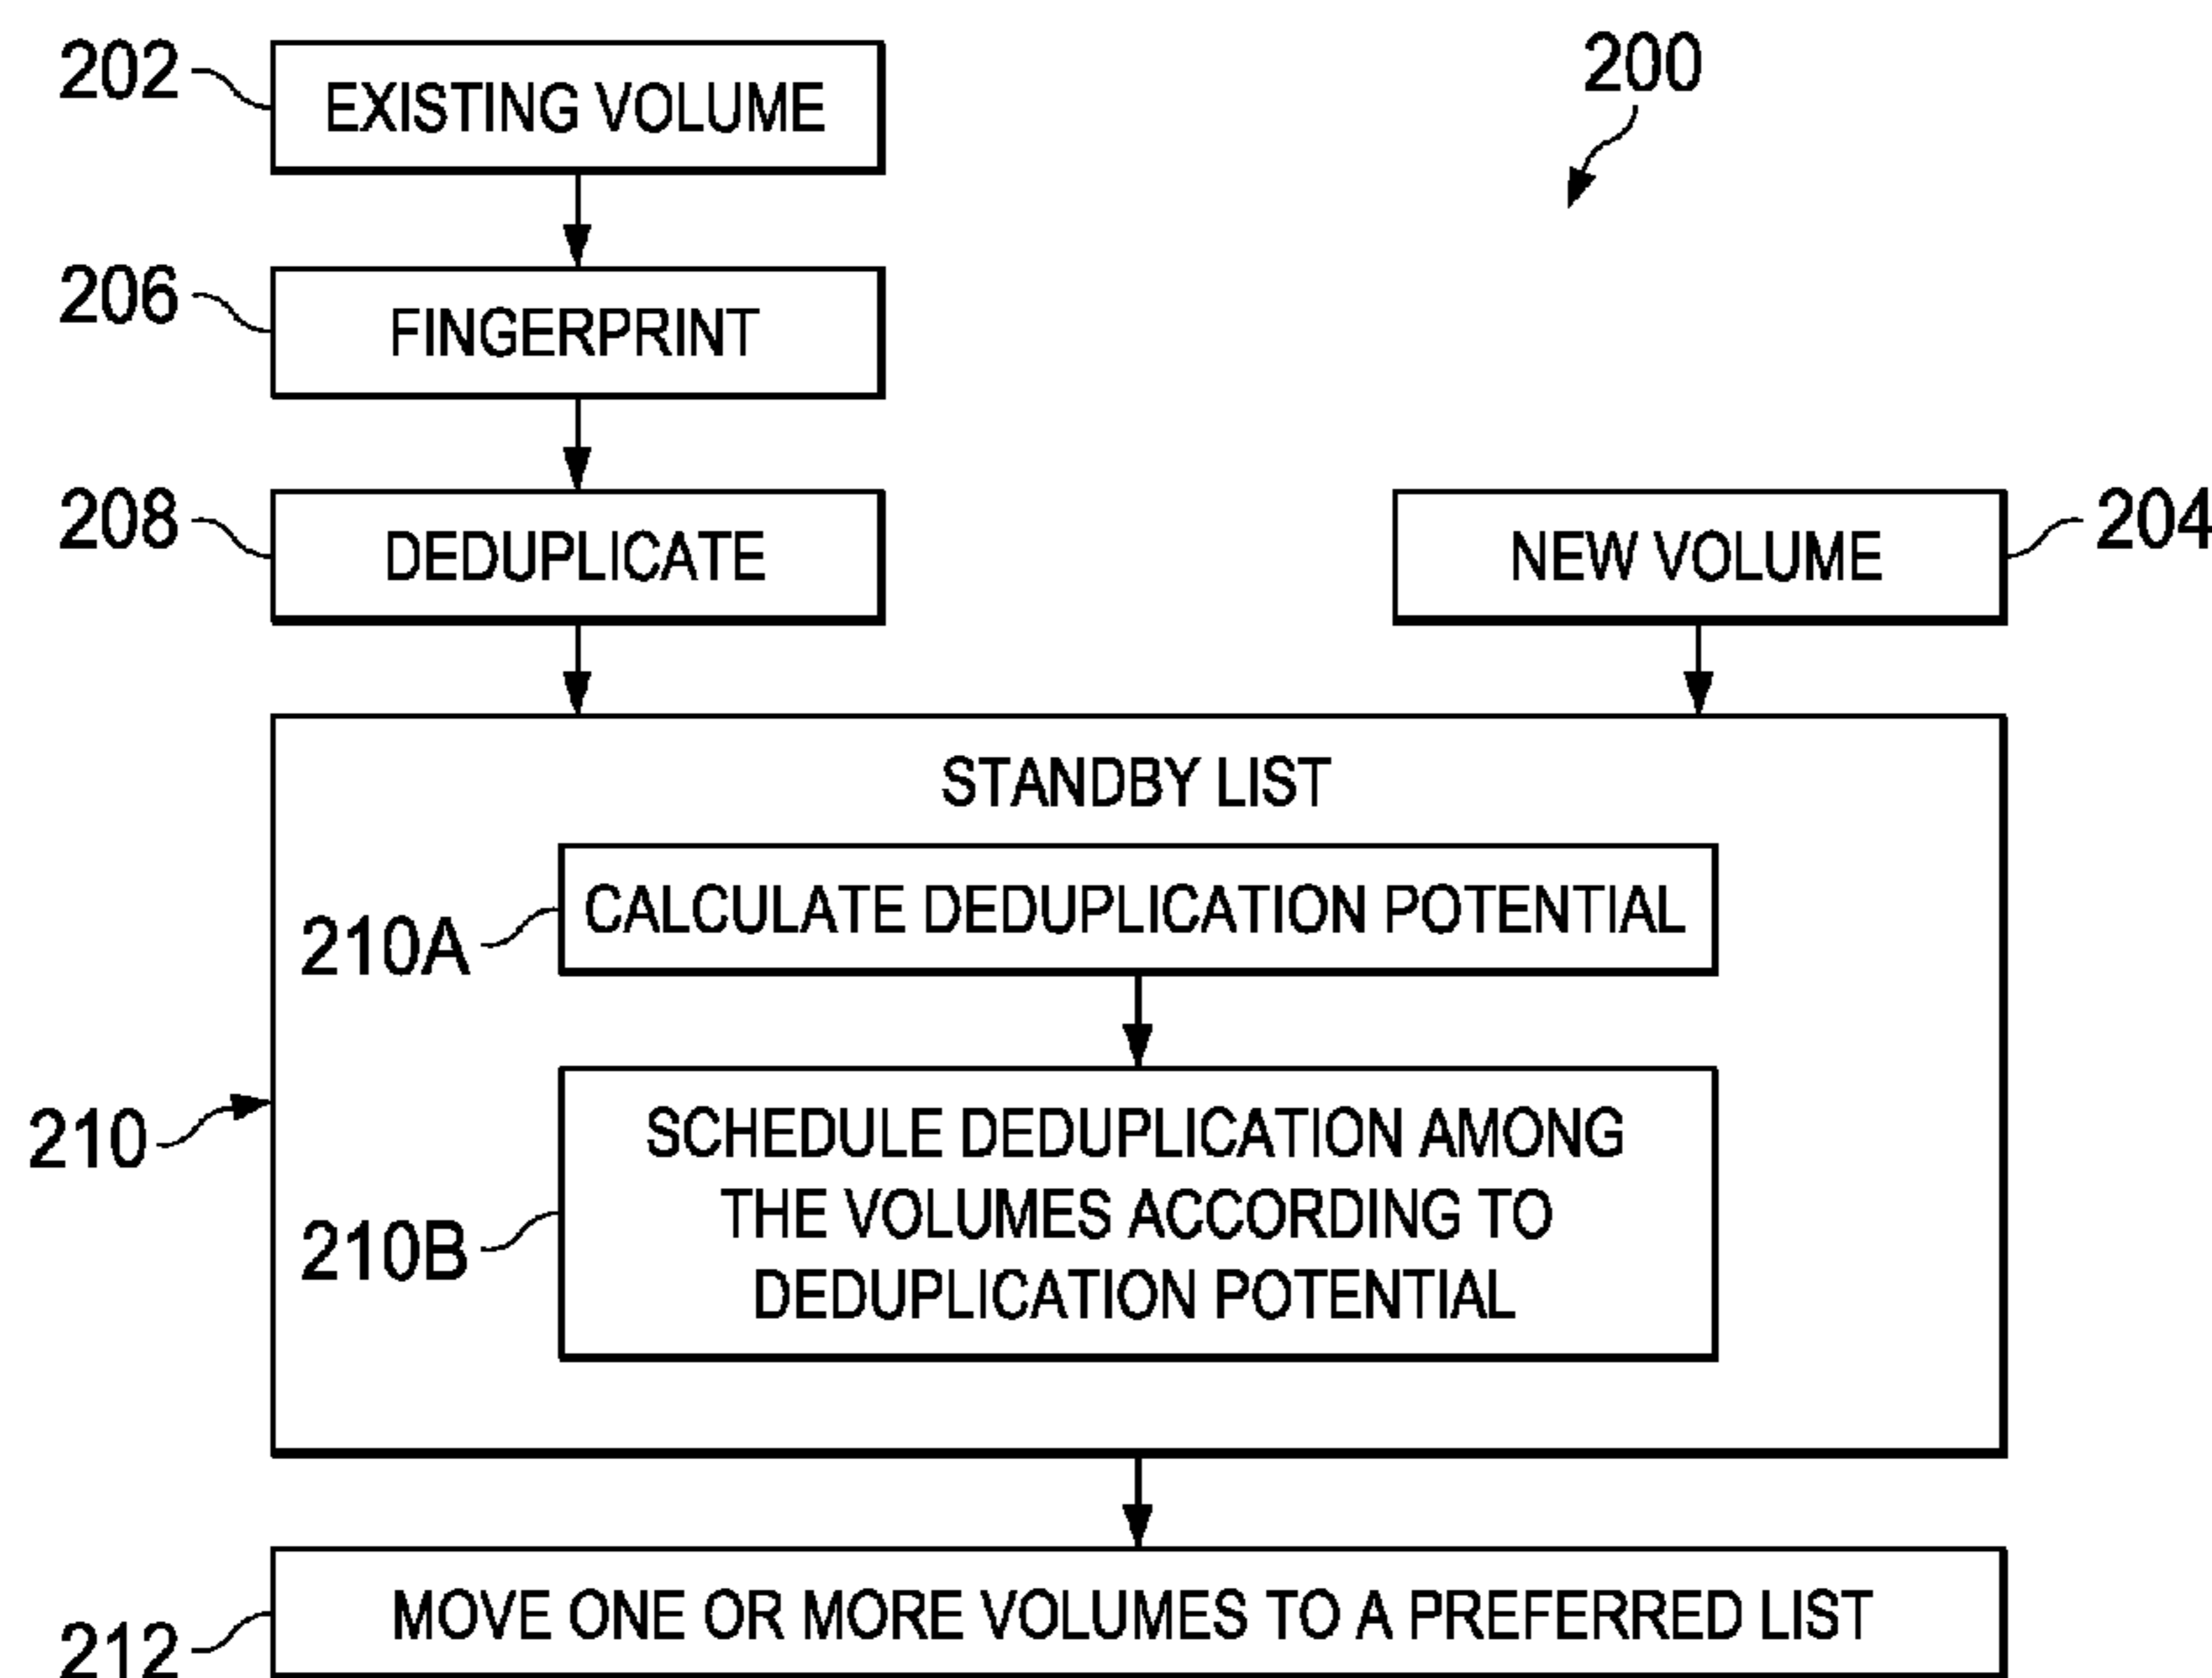 200
202
EXISTING VOLUME
206
FINGERPRINT
208
DEDUPLICATE
NEW VOLUME
204
STANDBY LIST
CALCULATE DEDUPLICATION POTENTIAL
210A
210
SCHEDULE DEDUPLICATION AMONG
THE VOLUMES ACCORDING TO
DEDUPLICATION POTENTIAL
210B
MOVE ONE OR MORE VOLUMES TO A PREFERRED LIST
212